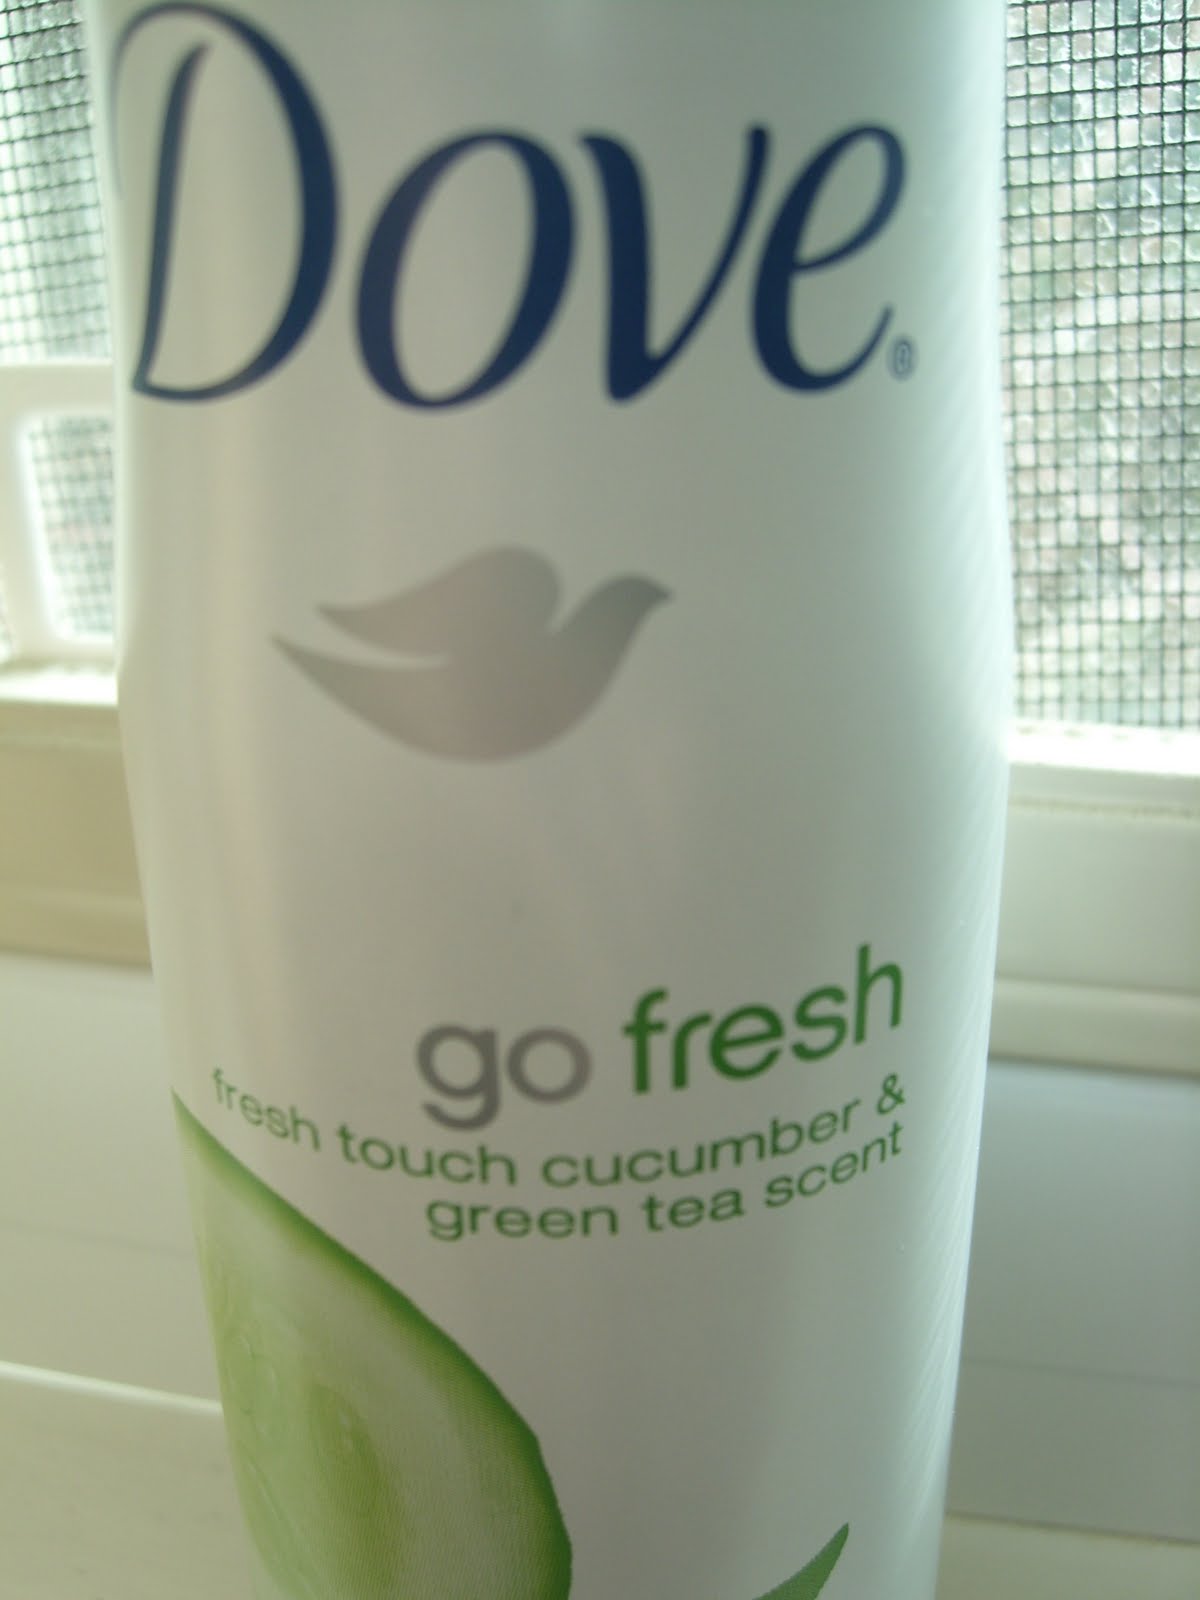 Dove®
go fresh
fresh touch cucumber &
green tea scent